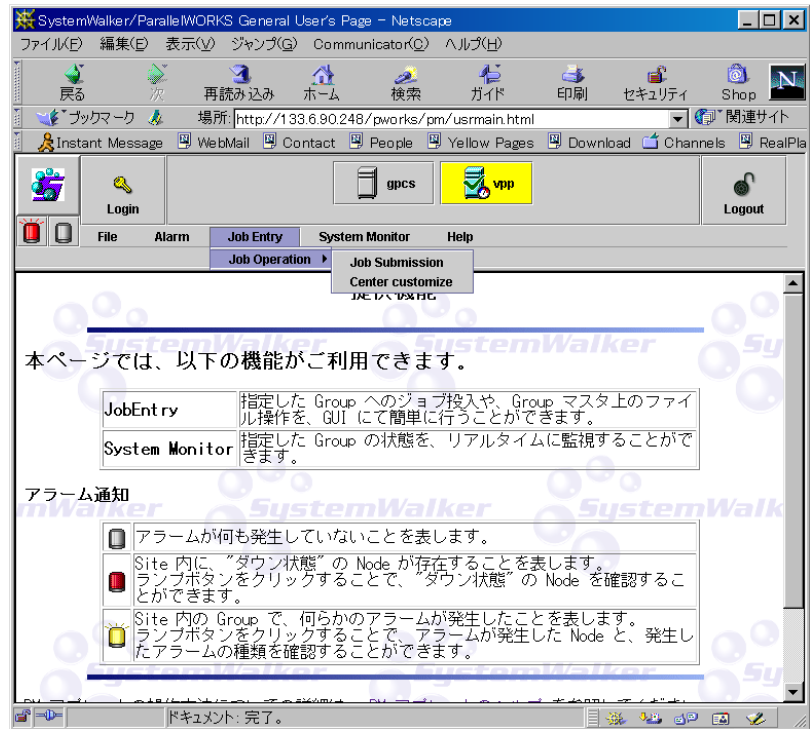 SystemWalker/ParallelWORKS General User's Page - Netscape
ファイル(F) 編集(E) 表示(V) ジャンプ(G) Communicator(C) ヘルプ(H)
戻る 次 再読み込み ホーム 検索 ガイド 印刷 セキュリティ Shop N
ブックマーク 場所: http://133.6.90.248/pworks/pm/usrmain.html 関連サイト
Instant Message WebMail Contact People Yellow Pages Download Channels RealPla
Login gpcs vpp Logout
File Alarm Job Entry System Monitor Help
Job Operation Job Submission
Center customize
提供機能
本ページでは、以下の機能がご利用できます。
JobEntry 指定した Group へのジョブ投入や、Group マスタ上のファイ
ル操作を、GUI にて簡単に行うことができます。
System Monitor 指定した Group の状態を、リアルタイムに監視することがで
きます。
アラーム通知
アラームが何も発生していないことを表します。
Site 内に、"ダウン状態" の Node が存在することを表します。
ランプボタンをクリックすることで、"ダウン状態" の Node を確認するこ
とができます。
Site 内の Group で、何らかのアラームが発生したことを表します。
ランプボタンをクリックすることで、アラームが発生した Node と、発生し
たアラームの種類を確認することができます。
ドキュメント: 完了。